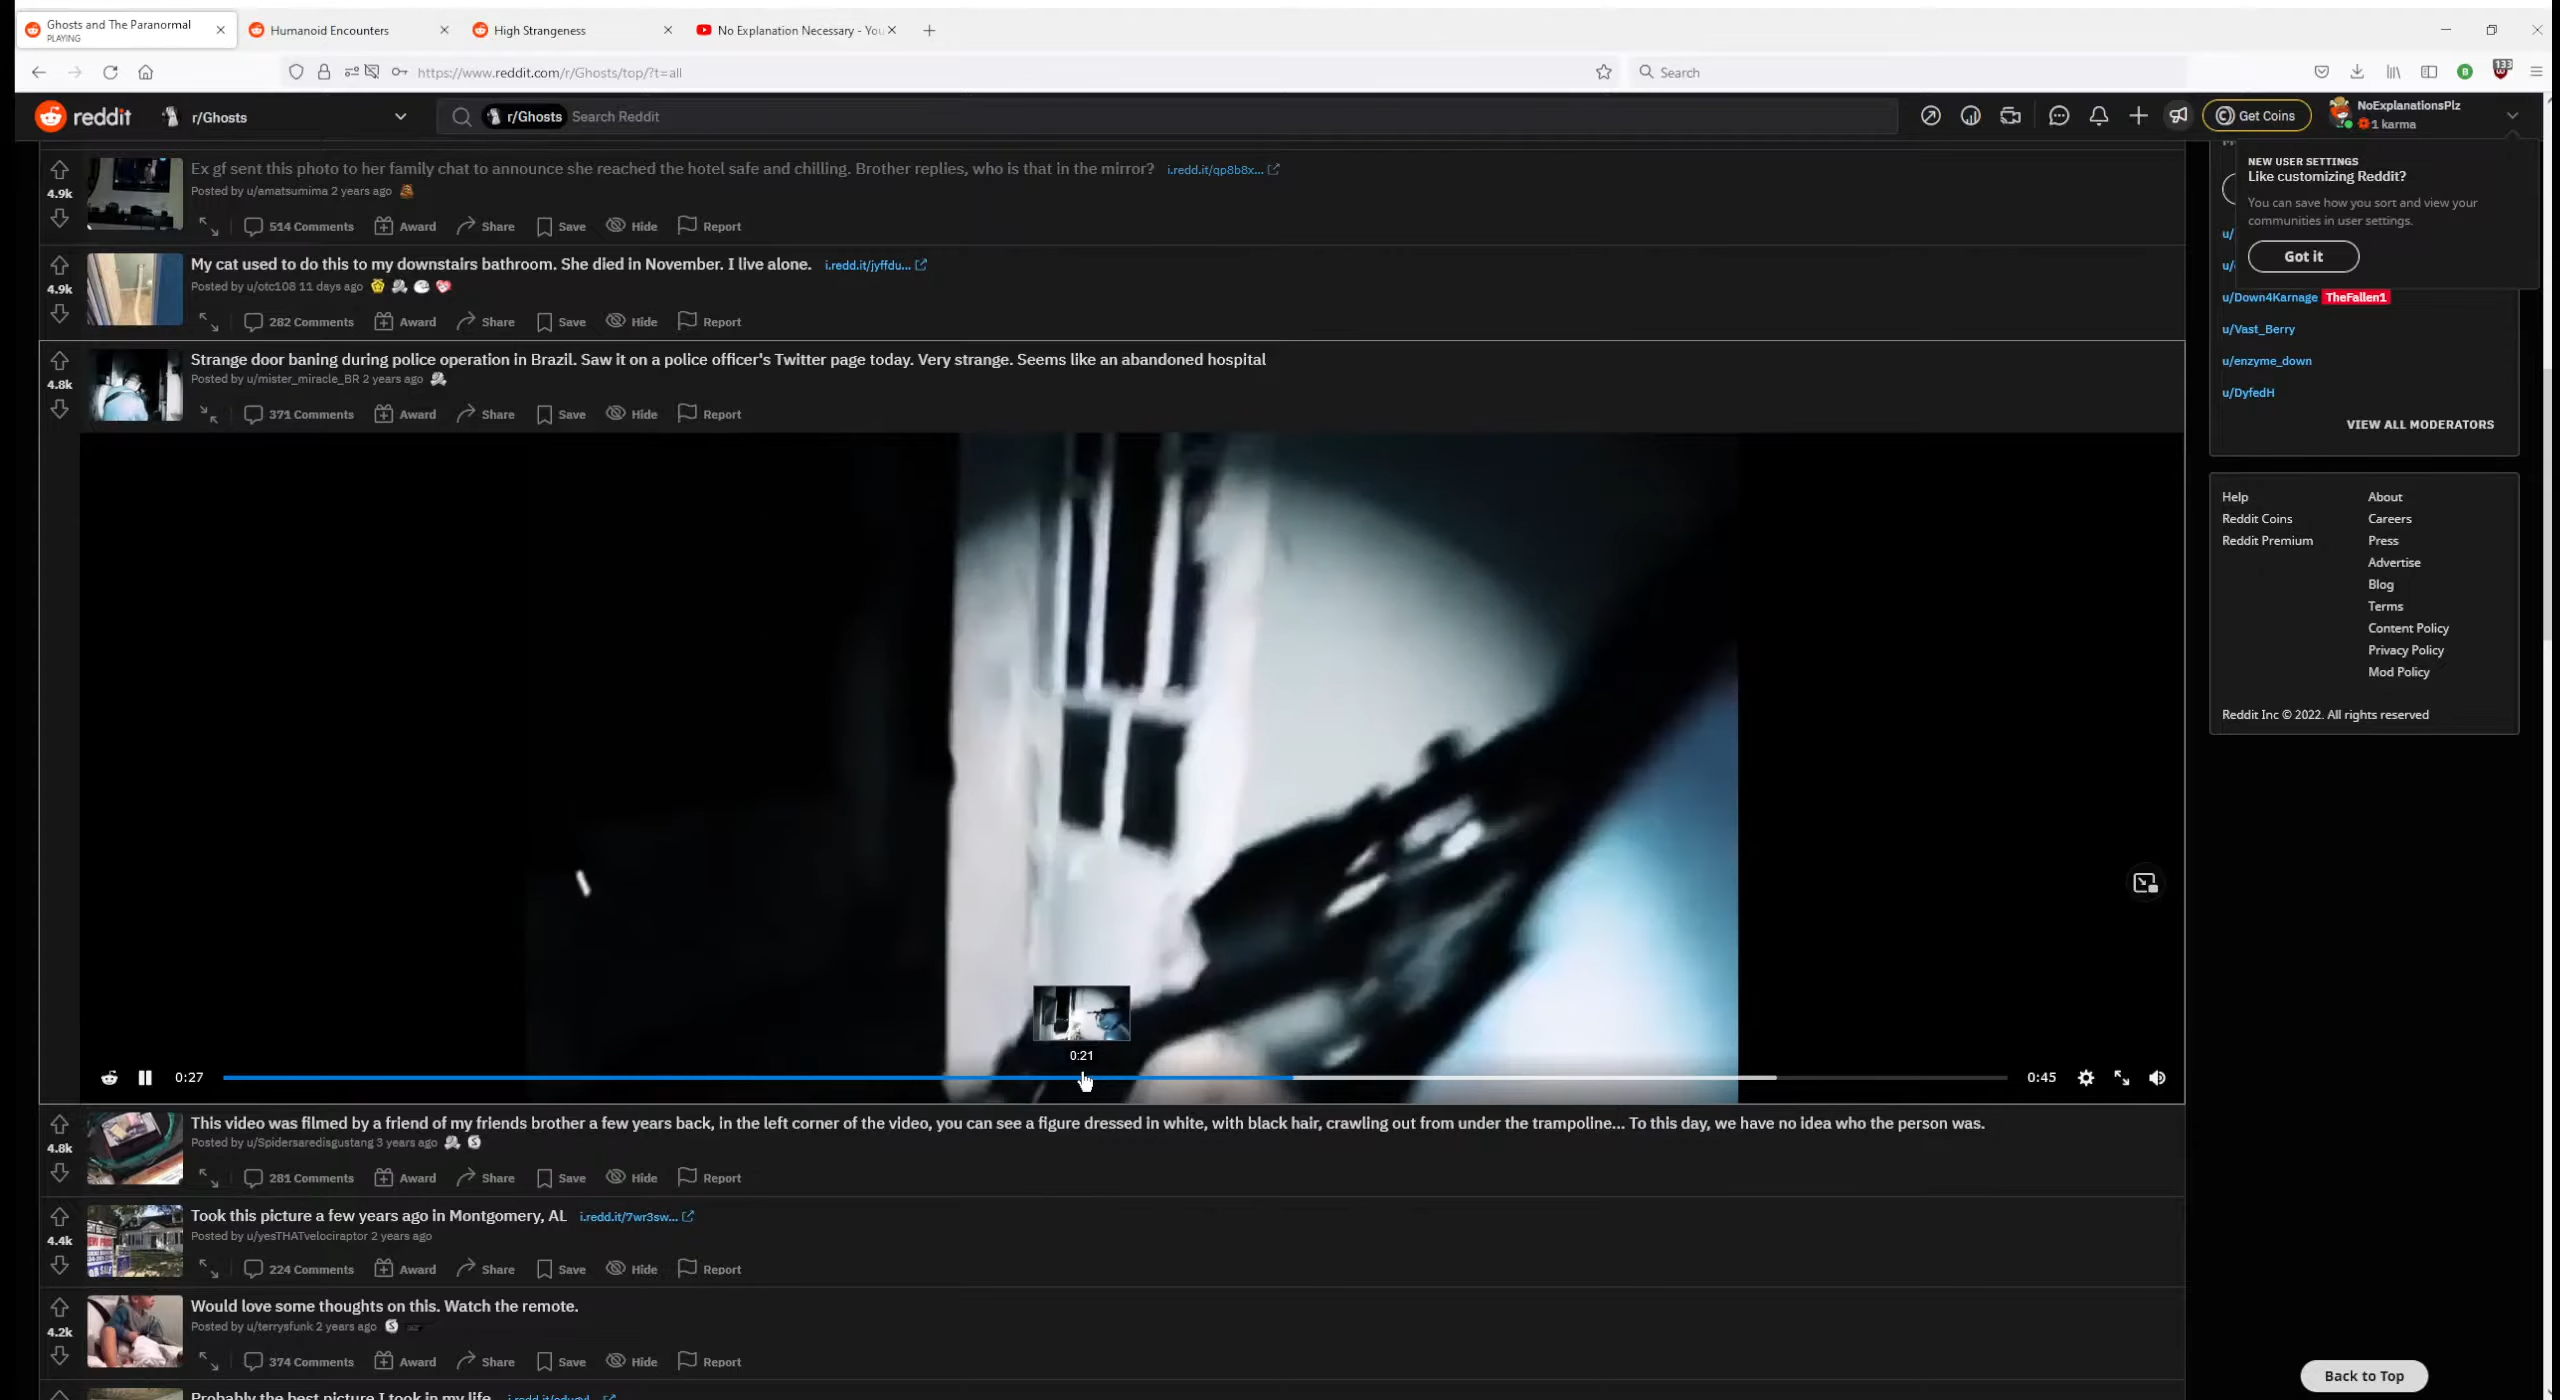 Ghosts and The Paranormal
PLAYING
Humanoid Encounters
High Strangeness
No Explanation Necessary - You
https://www.reddit.com/r/Ghosts/top/?t=all
Search
133
reddit
r/Ghosts
r/Ghosts Search Reddit
Get Coins
NoExplanationsPlz
1 karma
NEW USER SETTINGS
Like customizing Reddit?
You can save how you sort and view your
communities in user settings.
Got it
4.9k
Ex gf sent this photo to her family chat to announce she reached the hotel safe and chilling. Brother replies, who is that in the mirror? i.redd.it/qp8b8x...
Posted by u/amatsumima 2 years ago
514 Comments Award Share Save Hide Report
4.9k
My cat used to do this to my downstairs bathroom. She died in November. I live alone. i.redd.it/jyffdu...
Posted by u/otc108 11 days ago
282 Comments Award Share Save Hide Report
4.8k
Strange door baning during police operation in Brazil. Saw it on a police officer's Twitter page today. Very strange. Seems like an abandoned hospital
Posted by u/mister_miracle_BR 2 years ago
371 Comments Award Share Save Hide Report
0:21
0:27
0:45
4.8k
This video was filmed by a friend of my friends brother a few years back, in the left corner of the video, you can see a figure dressed in white, with black hair, crawling out from under the trampoline... To this day, we have no idea who the person was.
Posted by u/Spidersaredisgustang 3 years ago
281 Comments Award Share Save Hide Report
4.4k
Took this picture a few years ago in Montgomery, AL i.redd.it/7wr3sw...
Posted by u/yesTHATvelociraptor 2 years ago
224 Comments Award Share Save Hide Report
4.2k
Would love some thoughts on this. Watch the remote.
Posted by u/terrysfunk 2 years ago
374 Comments Award Share Save Hide Report
Probably the best picture I took in my life
u/
u/
u/Down4Karnage TheFallen1
u/Vast_Berry
u/enzyme_down
u/DyfedH
VIEW ALL MODERATORS
Help
Reddit Coins
Reddit Premium
About
Careers
Press
Advertise
Blog
Terms
Content Policy
Privacy Policy
Mod Policy
Reddit Inc © 2022. All rights reserved
Back to Top